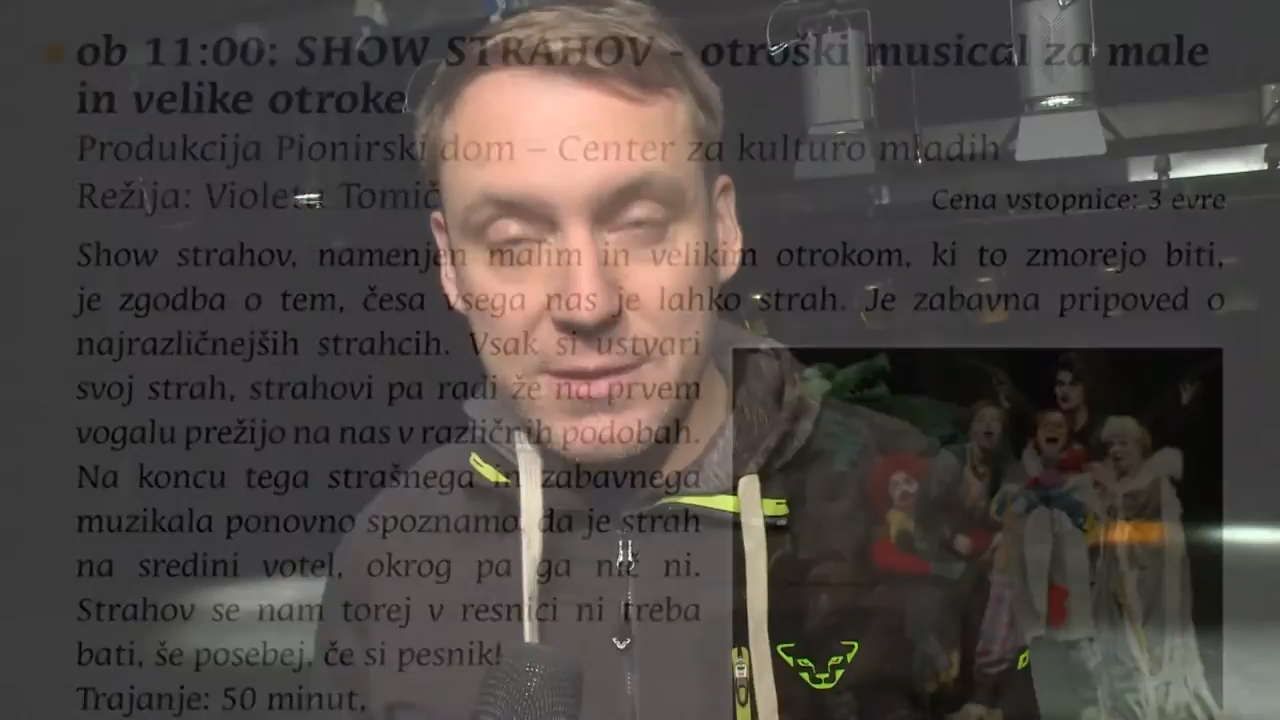 ob 11:00: SHOW STRAHOV - otroški musical za male
in velike otroke
Produkcija Pionirski dom – Center za kulturo mladih
Režija: Violeta Tomič
Cena vstopnice: 3 evre
Show strahov, namenjen malim in velikim otrokom, ki to zmorejo biti,
je zgodba o tem, česa vsega nas je lahko strah. Je zabavna pripoved o
najrazličnejših strahcih. Vsak si ustvari
svoj strah, strahovi pa radi že na prvem
vogalu prežijo na nas v različnih podobah.
Na koncu tega strašnega in zabavnega
muzikala ponovno spoznamo, da je strah
na sredini votel, okrog pa ga nič ni.
Strahov se nam torej v resnici ni treba
bati, še posebej, če si pesnik!
Trajanje: 50 minut,